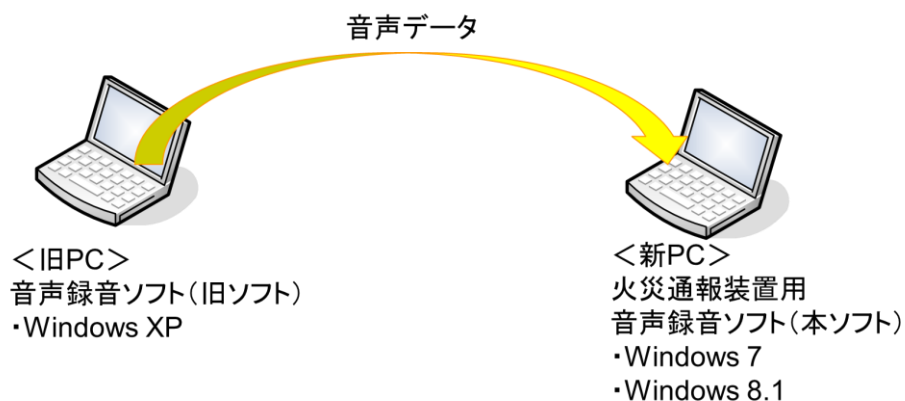 音声データ
＜旧PC＞
音声録音ソフト（旧ソフト）
・Windows XP
＜新PC＞
火災通報装置用
音声録音ソフト（本ソフト）
・Windows 7
・Windows 8.1